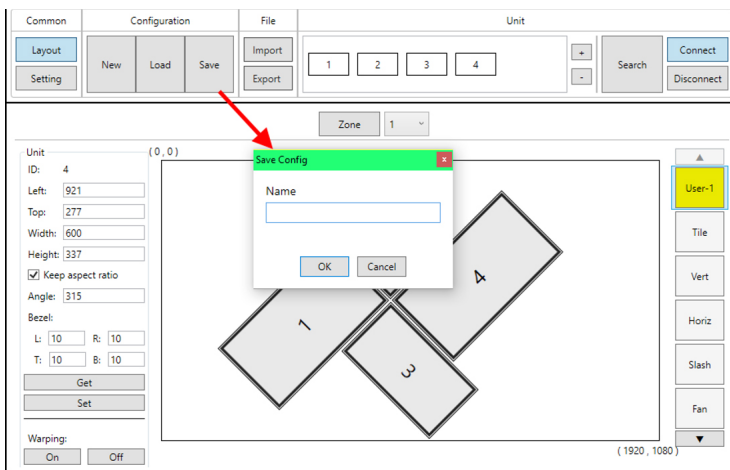 Common Configuration File Unit
Layout New Load Save Import 1 2 3 4 + Search Connect
Setting Export - Disconnect
Zone 1
Unit
ID: 4
Left: 921
Top: 277
Width: 600
Height: 337
Keep aspect ratio
Angle: 315
Bezel:
L: 10 R: 10
T: 10 B: 10
Get
Set
Warping:
On Off
(0,0)
Save Config x
Name
OK Cancel
1
4
3
(1920, 1080)
User-1
Tile
Vert
Horiz
Slash
Fan